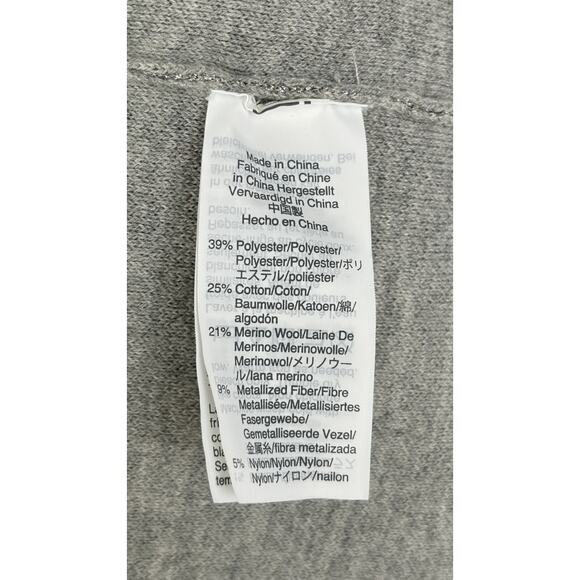 Made in China
Fabriqué en Chine
in China Hergestellt
Vervaardigd in China
中国製
Hecho en China
39% Polyester/Polyester/
Polyester/Polyester/ポリ
エステル/poliéster
25% Cotton/Coton/
Baumwolle/Katoen/綿/
algodón
21% Merino Wool/Laine De
Merinos/Merinowolle/
Merinowol/メリノウー
ル/lana merino
9% Metallized Fiber/Fibre
Metallisée/Metallisiertes
Fasergewebe/
Gemetalliseerde Vezel/
金属糸/fibra metalizada
5% Nylon/Nylon/Nylon/
Nylon/ナイロン/nailon